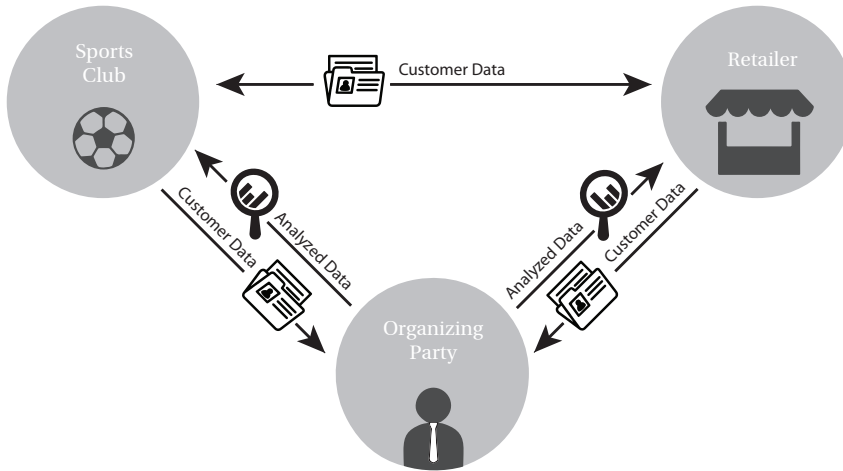 Sports
Club
Customer Data
Retailer
Customer Data
Analyzed Data
Analyzed Data
Customer Data
Organizing
Party